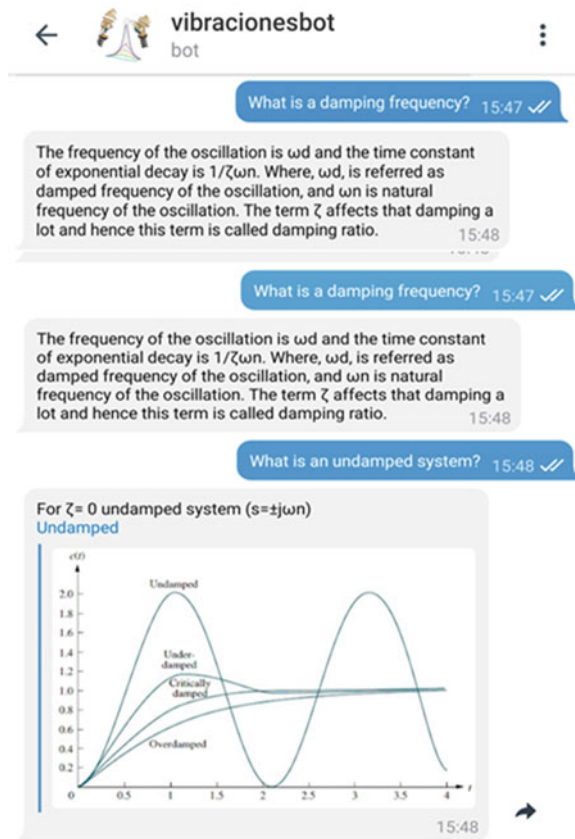 vibracionesbot
bot
What is a damping frequency? 15:47
The frequency of the oscillation is ωd and the time constant
of exponential decay is 1/ζωn. Where, ωd, is referred as
damped frequency of the oscillation, and ωn is natural
frequency of the oscillation. The term ζ affects that damping a
lot and hence this term is called damping ratio.
15:48
What is a damping frequency? 15:47
The frequency of the oscillation is ωd and the time constant
of exponential decay is 1/ζωn. Where, ωd, is referred as
damped frequency of the oscillation, and ωn is natural
frequency of the oscillation. The term ζ affects that damping a
lot and hence this term is called damping ratio.
15:48
What is an undamped system? 15:48
For ζ= 0 undamped system (s=±jωn)
Undamped
c(t)
Undamped
2.0
1.8
1.6
1.4
Under-
damped
1.2
Critically
damped
1.0
0.8
0.6
Overdamped
0.4
0.2
0 0.5 1 1.5 2 2.5 3 3.5 4 t
15:48